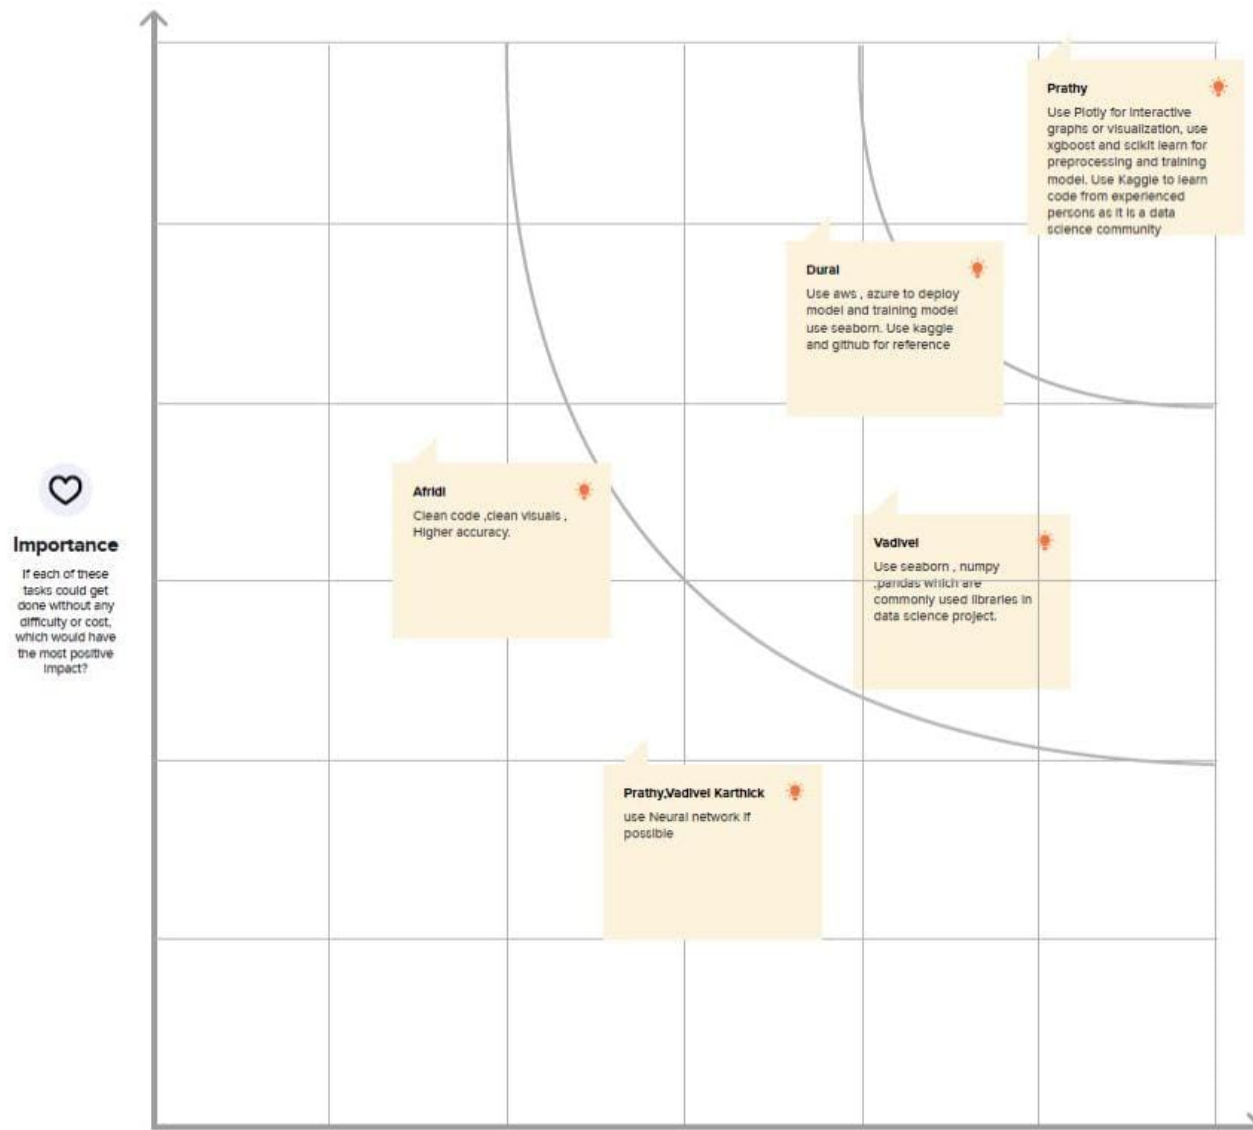 Prathy
Use Plotly for interactive
graphs or visualization, use
xgboost and scikit learn for
preprocessing and training
model. Use Kaggle to learn
code from experienced
persons as it is a data
science community
Durai
Use aws , azure to deploy
model and training model
use seaborn. Use kaggle
and github for reference
Afridi
Clean code ,clean visuals ,
Higher accuracy.
Importance
If each of these
tasks could get
done without any
difficulty or cost,
which would have
the most positive
impact?
Vadivel
Use seaborn , numpy
,pandas which are
commonly used libraries in
data science project.
Prathy,Vadivel Karthick
use Neural network if
possible